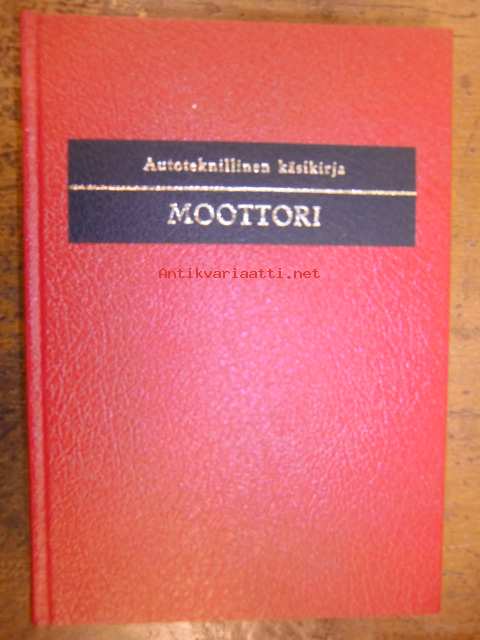 Autoteknillinen käsikirja
MOOTTORI
Antikvariaatti.net